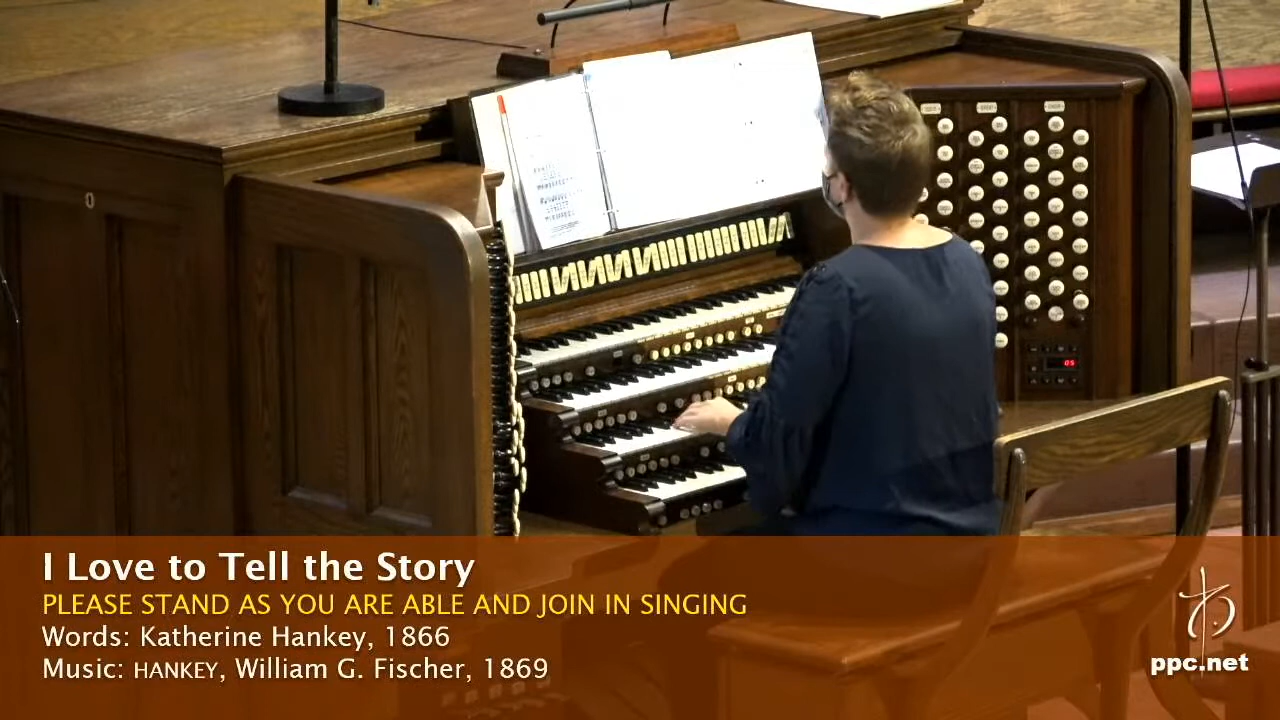 05
I Love to Tell the Story
PLEASE STAND AS YOU ARE ABLE AND JOIN IN SINGING
Words: Katherine Hankey, 1866
Music: HANKEY, William G. Fischer, 1869
ppc.net